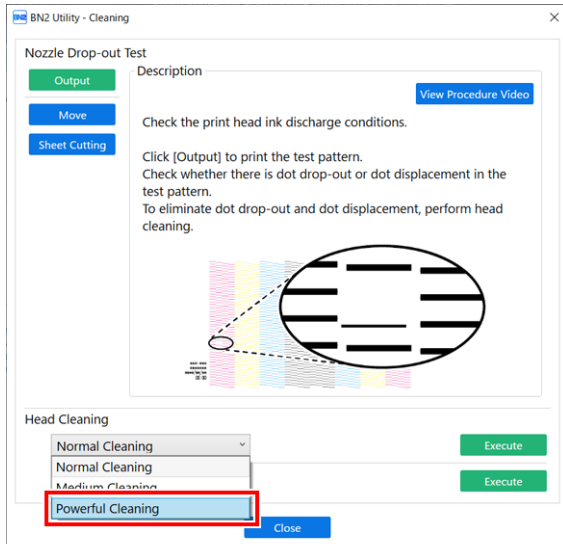 BN2 Utility - Cleaning
Nozzle Drop-out Test
Output
Move
Sheet Cutting
Description
View Procedure Video
Check the print head ink discharge conditions.
Click [Output] to print the test pattern.
Check whether there is dot drop-out or dot displacement in the
test pattern.
To eliminate dot drop-out and dot displacement, perform head
cleaning.
Head Cleaning
Normal Cleaning
Execute
Normal Cleaning
Medium Cleaning
Execute
Powerful Cleaning
Close